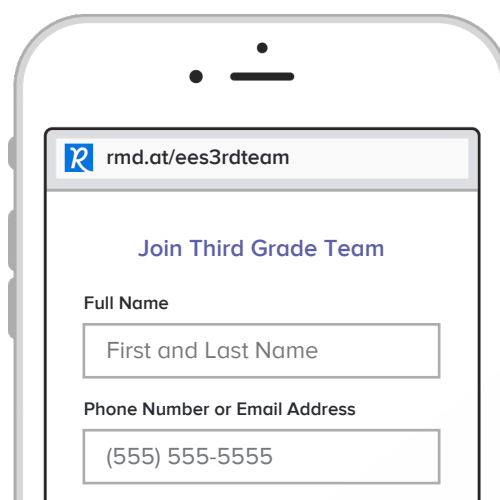 rmd.at/ees3rdteam
Join Third Grade Team
Full Name
First and Last Name
Phone Number or Email Address
(555) 555-5555